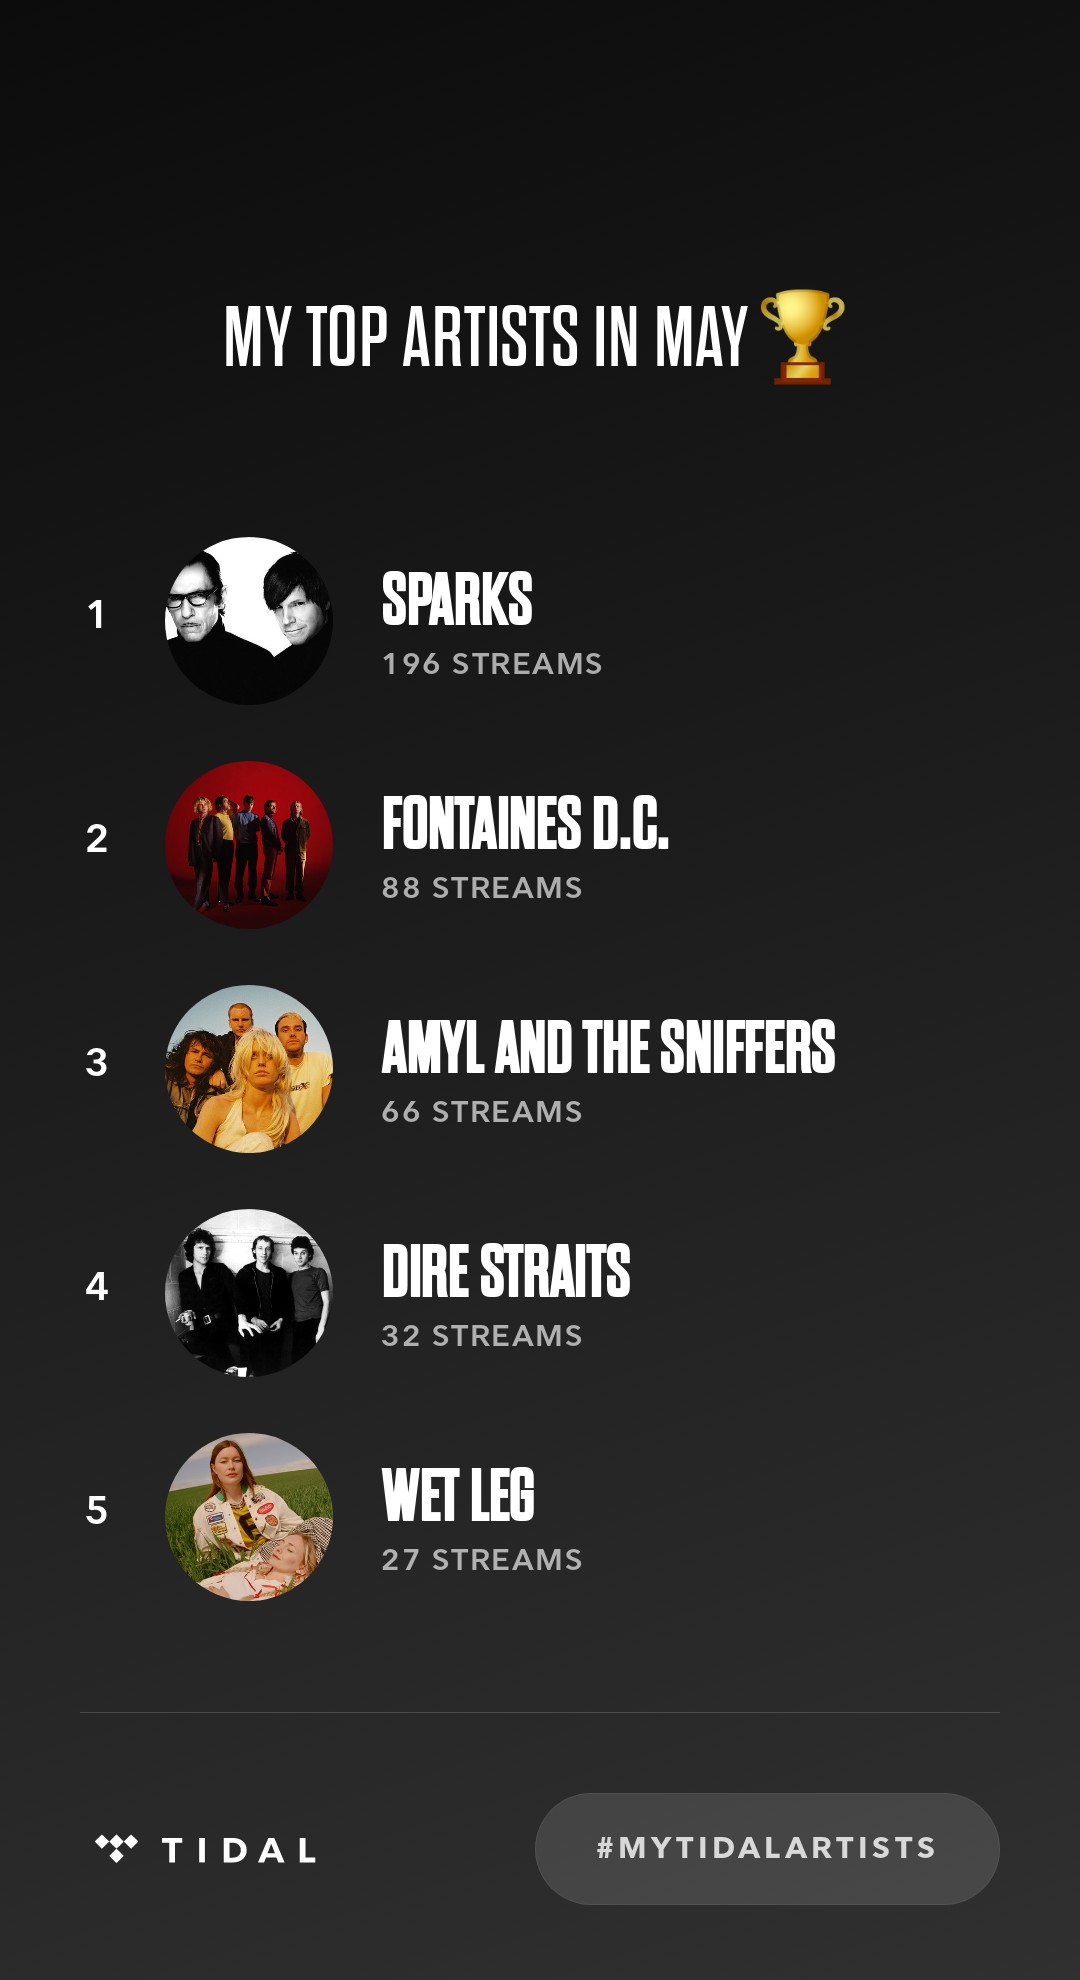 MY TOP ARTISTS IN MAY 🏆
1
SPARKS
196 STREAMS
2
FONTAINES D.C.
88 STREAMS
3
AMYL AND THE SNIFFERS
66 STREAMS
4
DIRE STRAITS
32 STREAMS
5
WET LEG
27 STREAMS
TIDAL
#MYTIDALARTISTS